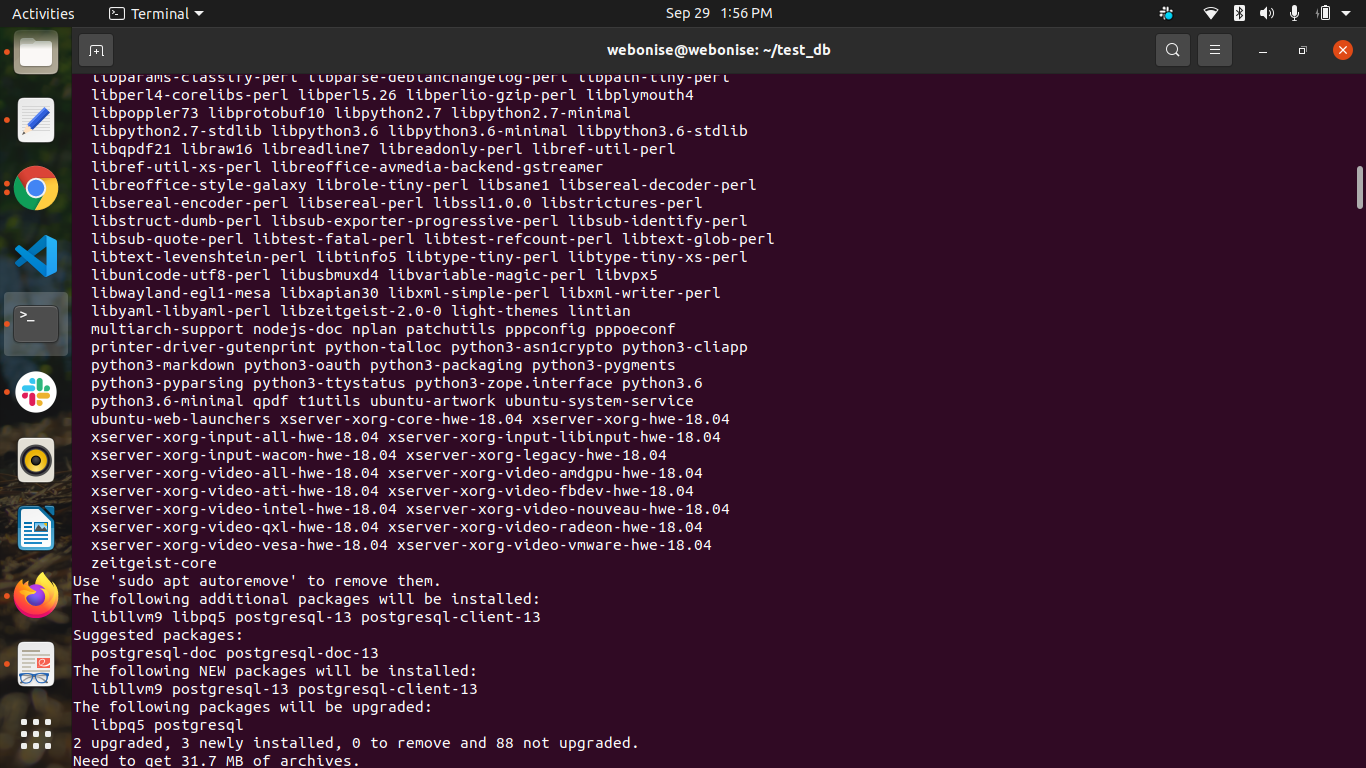 Activities Terminal Sep 29 1:56 PM
webonise@webonise: ~/test_db
libparams-classify-perl libparse-debianchangelog-perl libpath-tiny-perl
libperl4-corelibs-perl libperl5.26 libperlio-gzip-perl libplymouth4
libpoppler73 libprotobuf10 libpython2.7 libpython2.7-minimal
libpython2.7-stdlib libpython3.6 libpython3.6-minimal libpython3.6-stdlib
libqpdf21 libraw16 libreadline7 libreadonly-perl libref-util-perl
libref-util-xs-perl libreoffice-avmedia-backend-gstreamer
libreoffice-style-galaxy librole-tiny-perl libsane1 libsereal-decoder-perl
libsereal-encoder-perl libsereal-perl libssl1.0.0 libstrictures-perl
libstruct-dumb-perl libsub-exporter-progressive-perl libsub-identify-perl
libsub-quote-perl libtest-fatal-perl libtest-refcount-perl libtext-glob-perl
libtext-levenshtein-perl libtinfo5 libtype-tiny-perl libtype-tiny-xs-perl
libunicode-utf8-perl libusbmuxd4 libvariable-magic-perl libvpx5
libwayland-egl1-mesa libxapian30 libxml-simple-perl libxml-writer-perl
libyaml-libyaml-perl libzeitgeist-2.0-0 light-themes lintian
multiarch-support nodejs-doc nplan patchutils pppconfig pppoeconf
printer-driver-gutenprint python-talloc python3-asn1crypto python3-cliapp
python3-markdown python3-oauth python3-packaging python3-pygments
python3-pyparsing python3-ttystatus python3-zope.interface python3.6
python3.6-minimal qpdf t1utils ubuntu-artwork ubuntu-system-service
ubuntu-web-launchers xserver-xorg-core-hwe-18.04 xserver-xorg-hwe-18.04
xserver-xorg-input-all-hwe-18.04 xserver-xorg-input-libinput-hwe-18.04
xserver-xorg-input-wacom-hwe-18.04 xserver-xorg-legacy-hwe-18.04
xserver-xorg-video-all-hwe-18.04 xserver-xorg-video-amdgpu-hwe-18.04
xserver-xorg-video-ati-hwe-18.04 xserver-xorg-video-fbdev-hwe-18.04
xserver-xorg-video-intel-hwe-18.04 xserver-xorg-video-nouveau-hwe-18.04
xserver-xorg-video-qxl-hwe-18.04 xserver-xorg-video-radeon-hwe-18.04
xserver-xorg-video-vesa-hwe-18.04 xserver-xorg-video-vmware-hwe-18.04
zeitgeist-core
Use 'sudo apt autoremove' to remove them.
The following additional packages will be installed:
libllvm9 libpq5 postgresql-13 postgresql-client-13
Suggested packages:
postgresql-doc postgresql-doc-13
The following NEW packages will be installed:
libllvm9 postgresql-13 postgresql-client-13
The following packages will be upgraded:
libpq5 postgresql
2 upgraded, 3 newly installed, 0 to remove and 88 not upgraded.
Need to get 31.7 MB of archives.